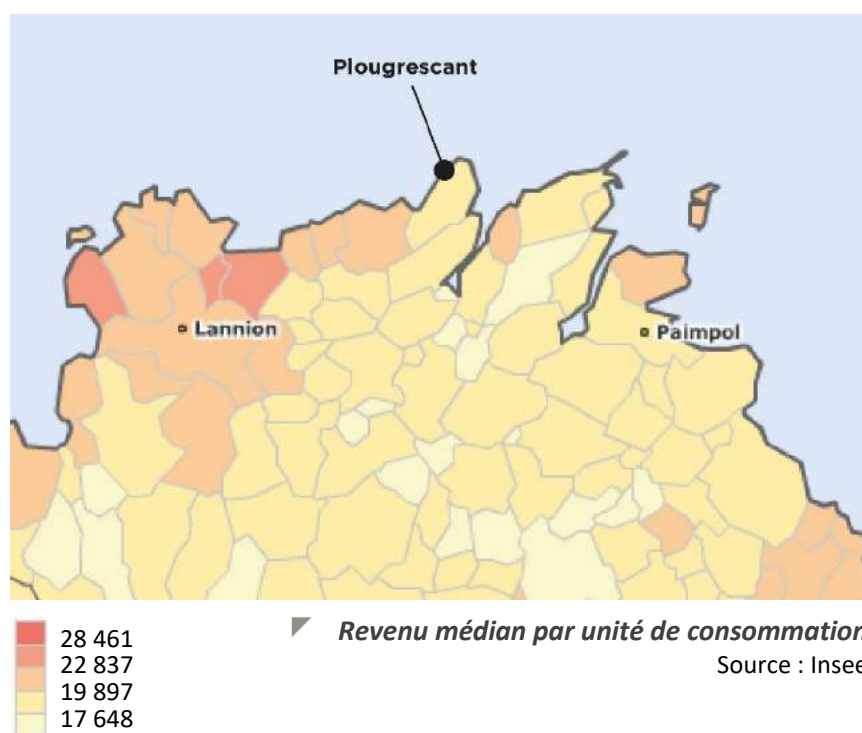 Plougrescant
Lannion
Paimpol
28 461
22 837
19 897
17 648
Revenu médian par unité de consommation
Source : Insee